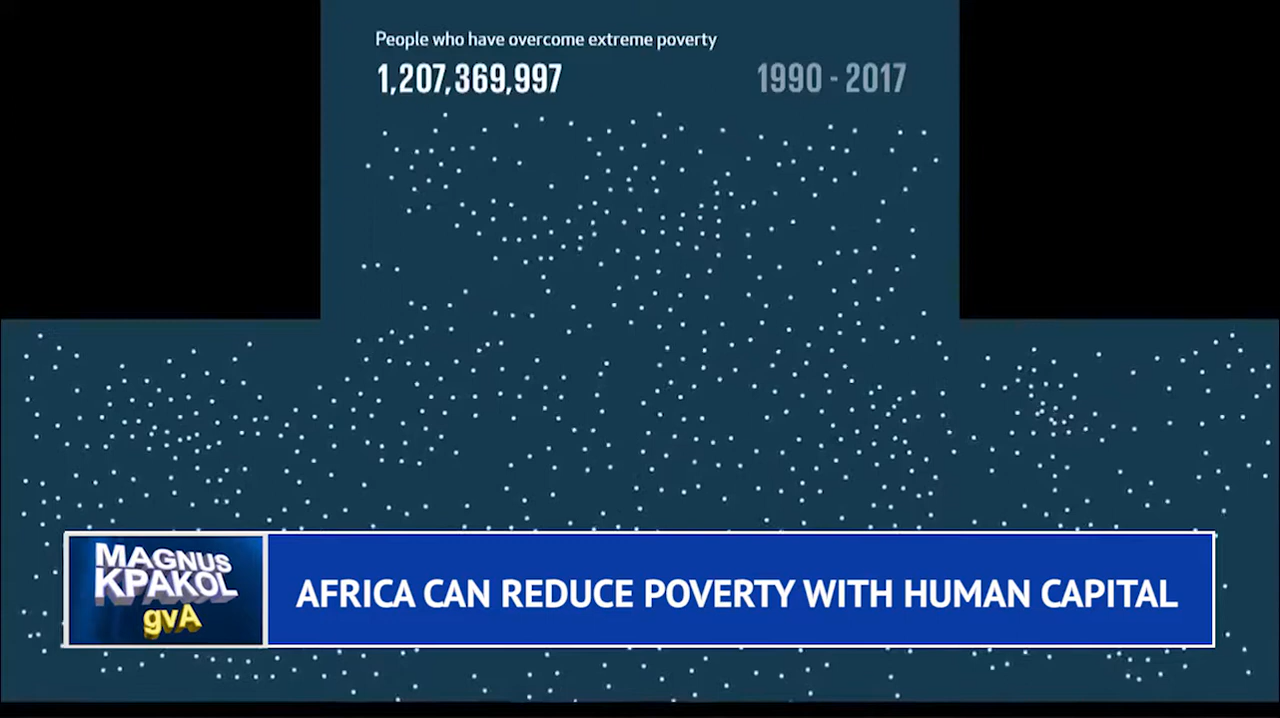 People who have overcome extreme poverty
1,207,369,997
1990 - 2017
MAGNUS
KPAKOL
gvA
AFRICA CAN REDUCE POVERTY WITH HUMAN CAPITAL